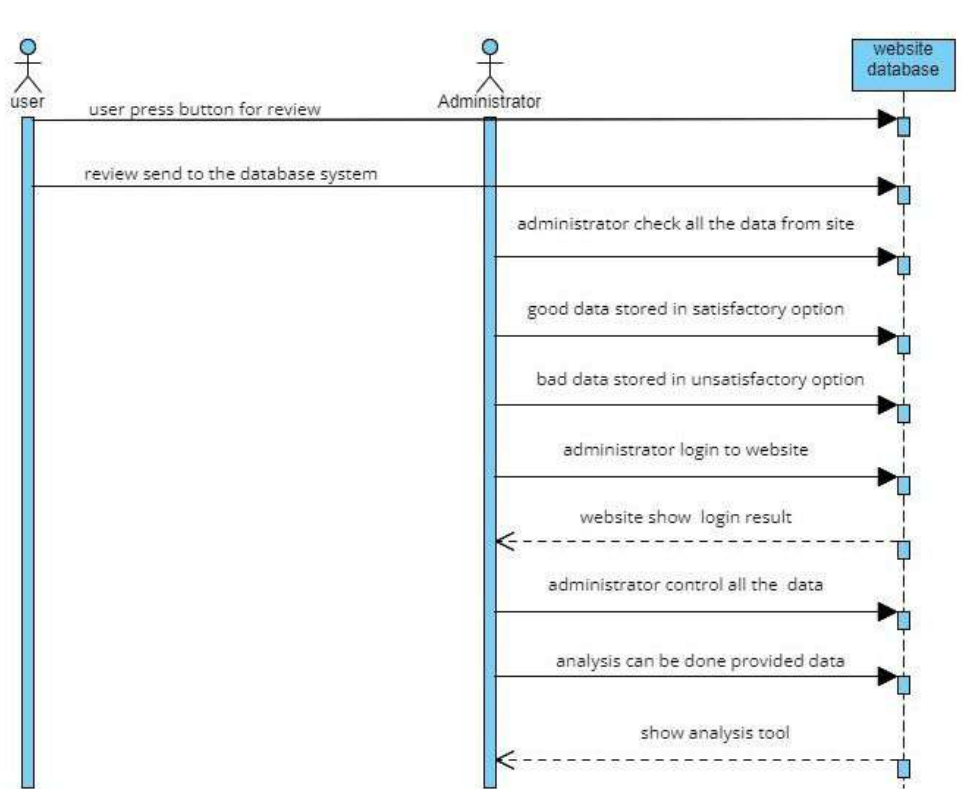 website
database
user
Administrator
user press button for review
review send to the database system
administrator check all the data from site
good data stored in satisfactory option
bad data stored in unsatisfactory option
administrator login to website
website show login result
administrator control all the data
analysis can be done provided data
show analysis tool